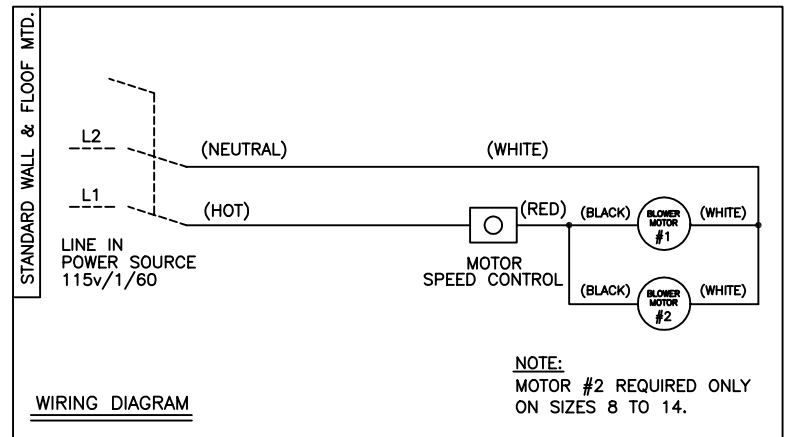 STANDARD WALL & FLOOF MTD.
L2
(NEUTRAL)
(WHITE)
L1
(HOT)
(RED)
(BLACK)
BLOWER
MOTOR
#1
(WHITE)
LINE IN
POWER SOURCE
115v/1/60
MOTOR
SPEED CONTROL
(BLACK)
BLOWER
MOTOR
#2
(WHITE)
NOTE:
MOTOR #2 REQUIRED ONLY
ON SIZES 8 TO 14.
WIRING DIAGRAM